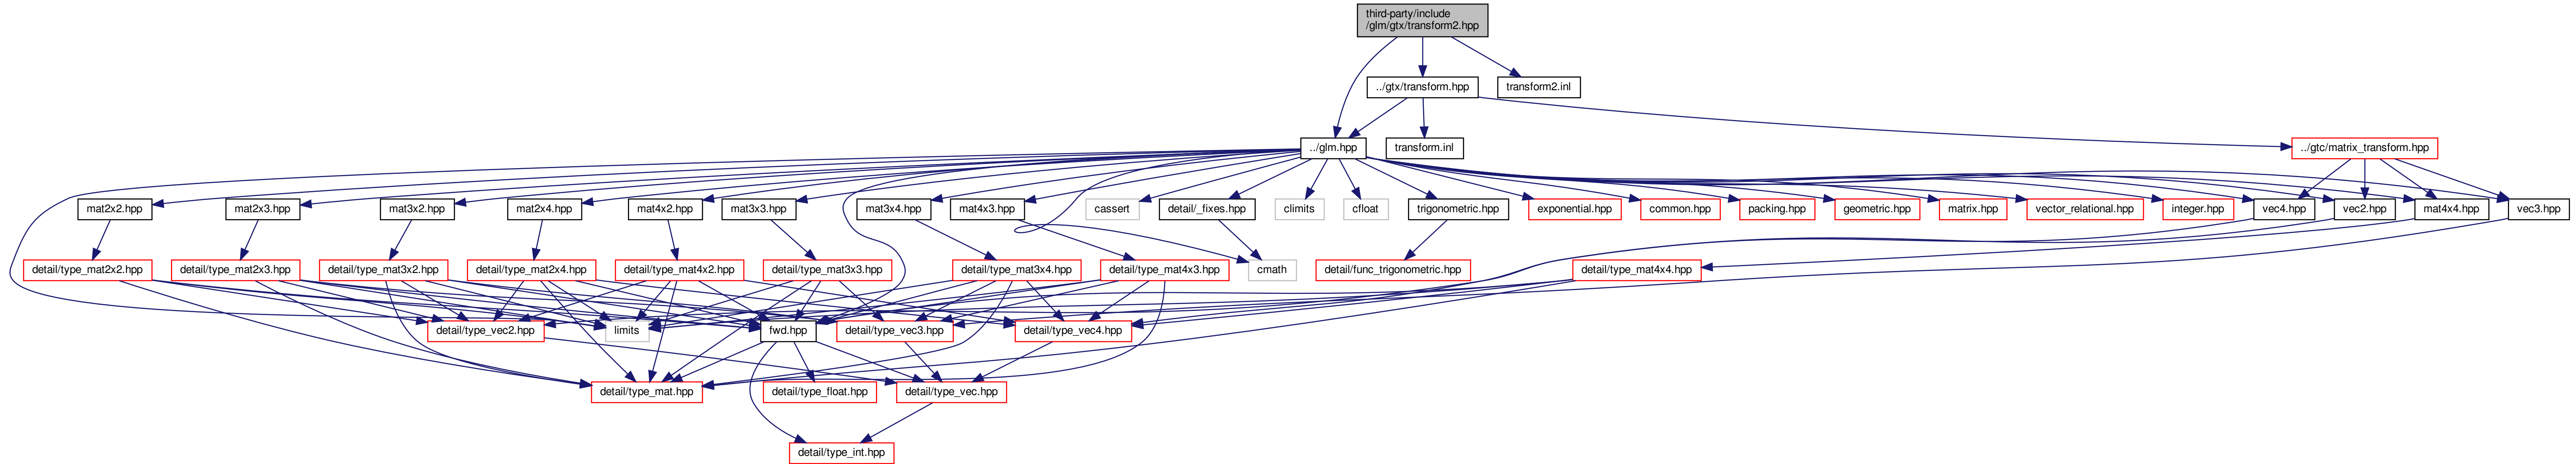 third-party/include
/glm/gtx/transform2.hpp
../gtx/transform.hpp
transform2.inl
../glm.hpp
transform.inl
../gtc/matrix_transform.hpp
mat2x2.hpp
mat2x3.hpp
mat3x2.hpp
mat2x4.hpp
mat4x2.hpp
mat3x3.hpp
mat3x4.hpp
mat4x3.hpp
cassert
detail/_fixes.hpp
climits
cfloat
trigonometric.hpp
exponential.hpp
common.hpp
packing.hpp
geometric.hpp
matrix.hpp
vector_relational.hpp
integer.hpp
vec4.hpp
vec2.hpp
mat4x4.hpp
vec3.hpp
detail/type_mat2x2.hpp
detail/type_mat2x3.hpp
detail/type_mat3x2.hpp
detail/type_mat2x4.hpp
detail/type_mat4x2.hpp
detail/type_mat3x3.hpp
detail/type_mat3x4.hpp
detail/type_mat4x3.hpp
cmath
detail/func_trigonometric.hpp
detail/type_mat4x4.hpp
detail/type_vec2.hpp
limits
fwd.hpp
detail/type_vec3.hpp
detail/type_vec4.hpp
detail/type_mat.hpp
detail/type_float.hpp
detail/type_vec.hpp
detail/type_int.hpp